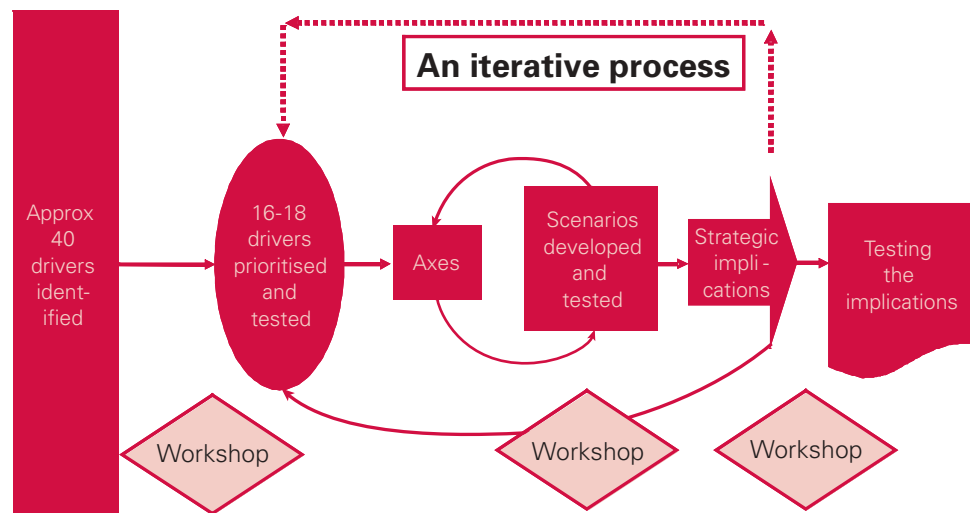 An iterative process
Approx
40
drivers
ident-
ified
16-18
drivers
prioritised
and
tested
Axes
Scenarios
developed
and
tested
Strategic
impli-
cations
Testing
the
implications
Workshop
Workshop
Workshop